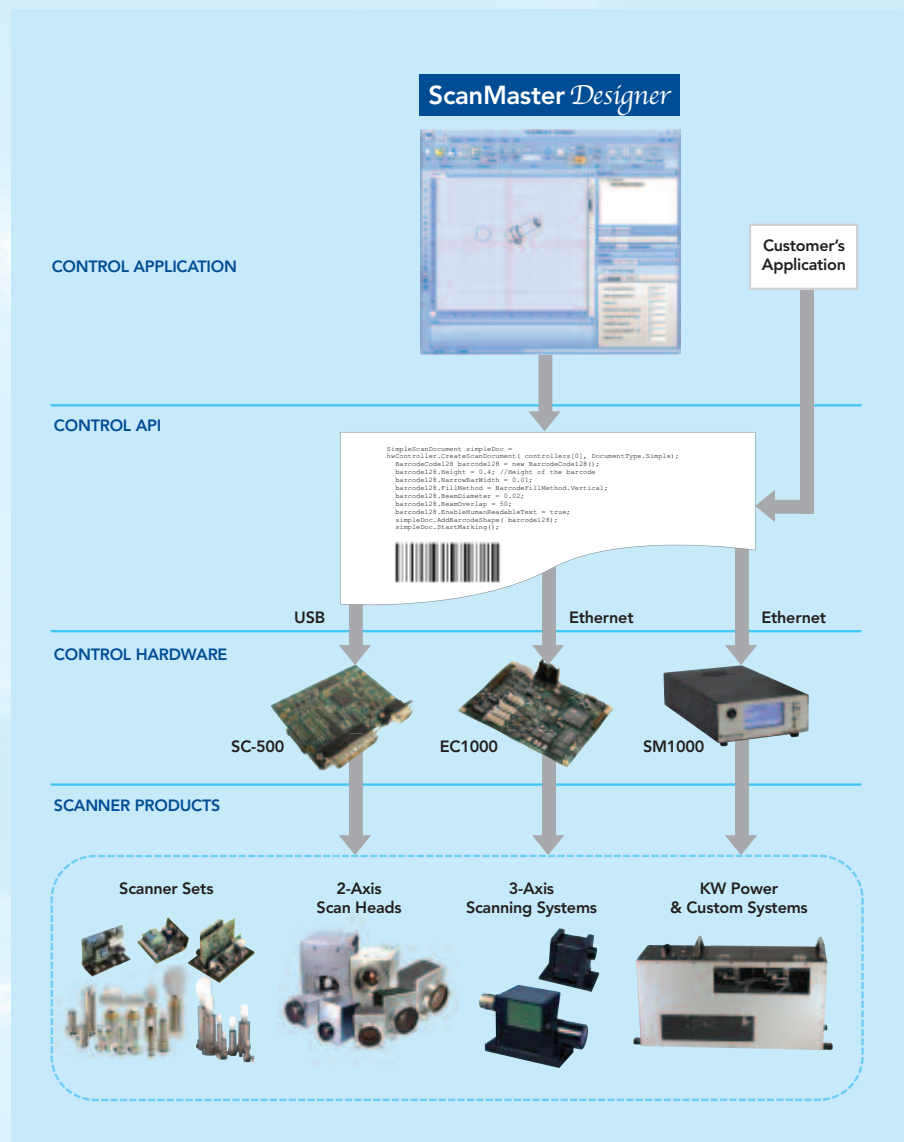 ScanMaster Designer
CONTROL APPLICATION
Customer's
Application
CONTROL API
SimpleScanDocument simpleDoc =
hwController.CreateScanDocument( controllers[0], DocumentType.Simple);
BarcodeCode128 barcode128 = new BarcodeCode128();
barcode128.Height = 0.4; //Height of the barcode
barcode128.NarrowBarWidth = 0.01;
barcode128.FillMethod = BarcodeFillMethod.Vertical;
barcode128.BeamDiameter = 0.02;
barcode128.BeamOverlap = 50;
barcode128.EnableHumanReadableText = true;
simpleDoc.AddBarcodeShape( barcode128);
simpleDoc.StartMarking();
USB
Ethernet
Ethernet
CONTROL HARDWARE
SC-500
EC1000
SM1000
SCANNER PRODUCTS
Scanner Sets
2-Axis
Scan Heads
3-Axis
Scanning Systems
KW Power
& Custom Systems